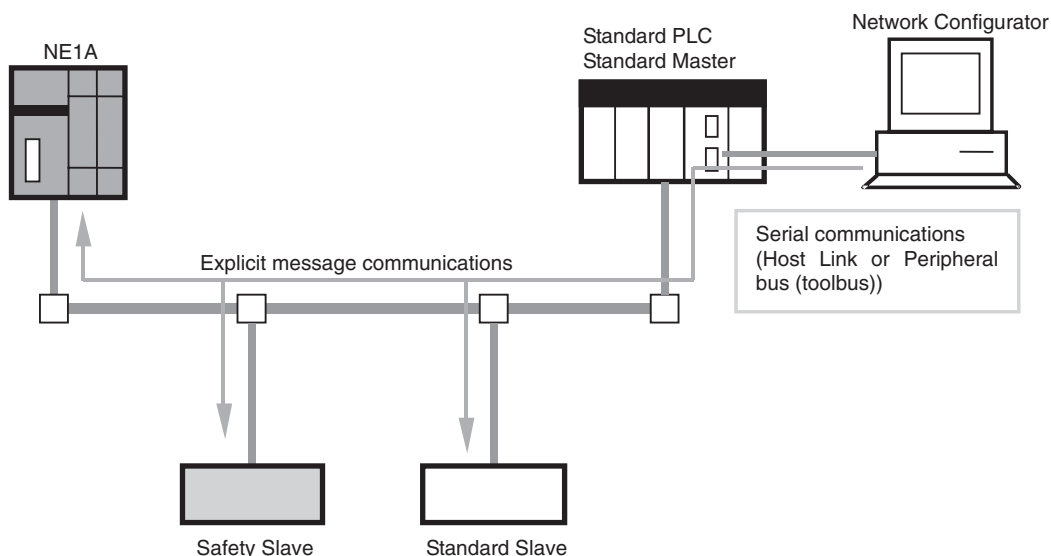 Network Configurator
Standard PLC
Standard Master
NE1A
Serial communications
(Host Link or Peripheral
bus (toolbus))
Explicit message communications
Safety Slave
Standard Slave